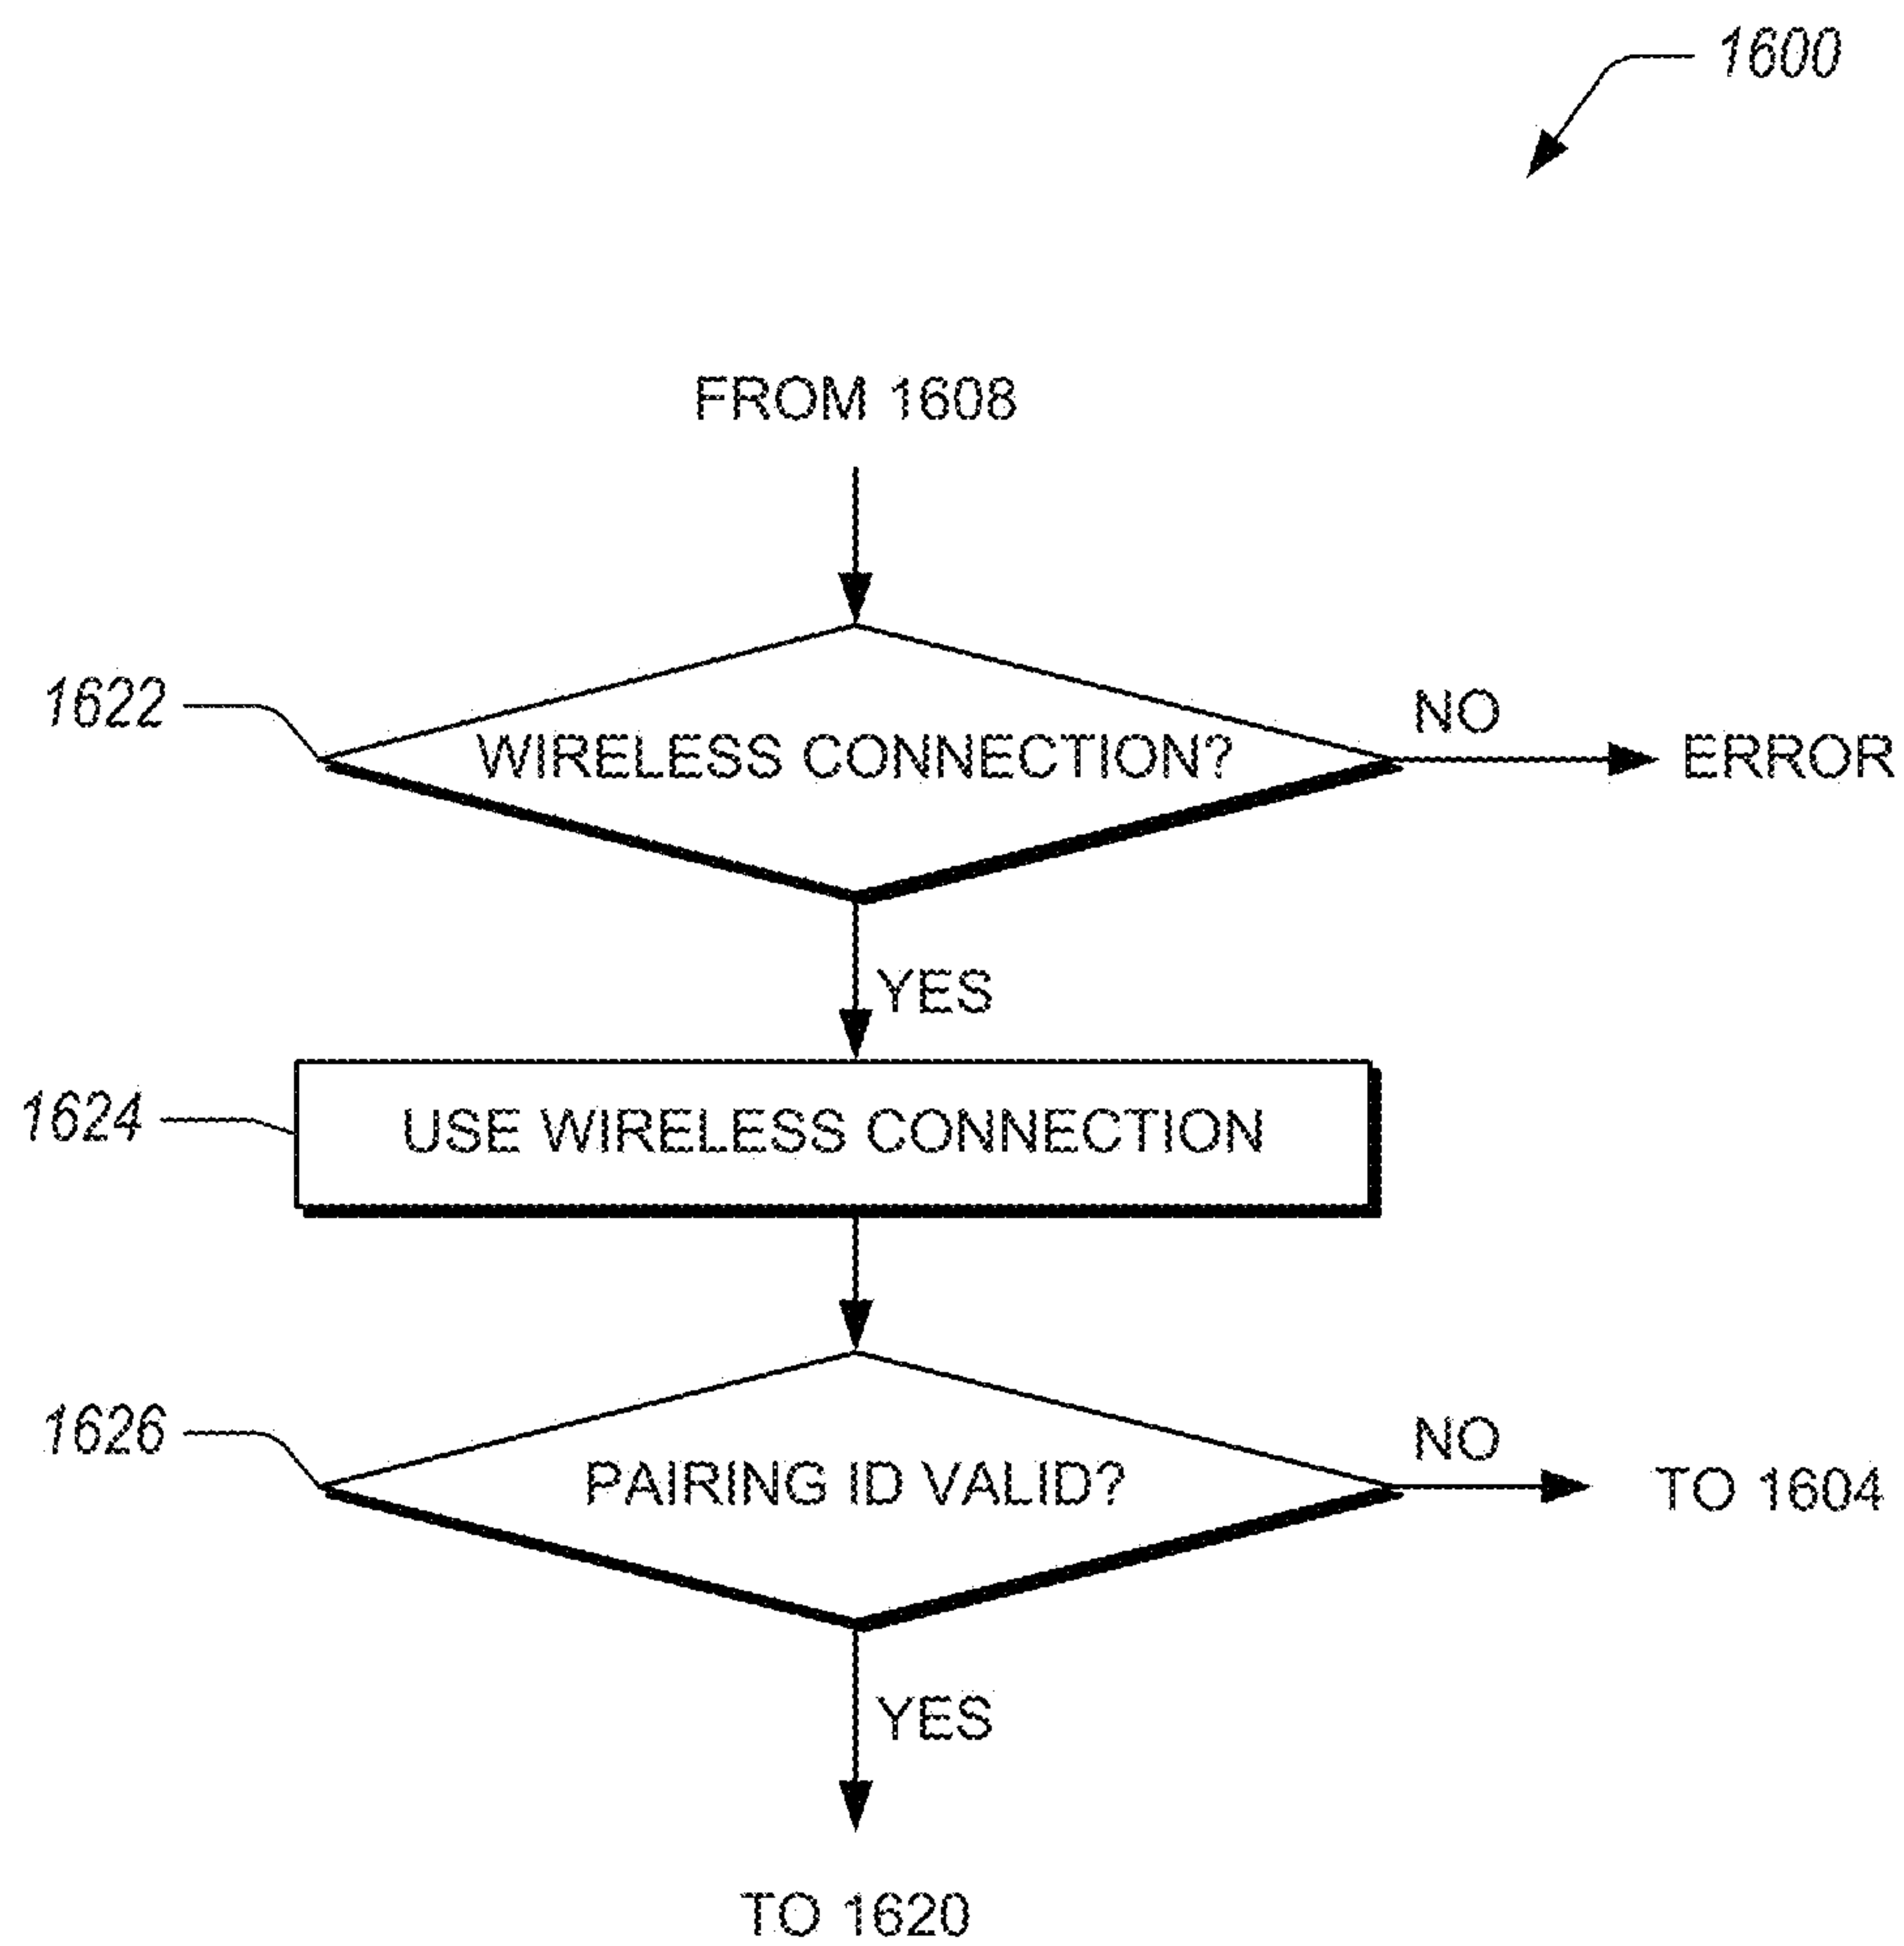 1600
FROM 1608
1622
WIRELESS CONNECTION?
NO
ERROR
YES
1624
USE WIRELESS CONNECTION
1626
PAIRING ID VALID?
NO
TO 1604
YES
TO 1620